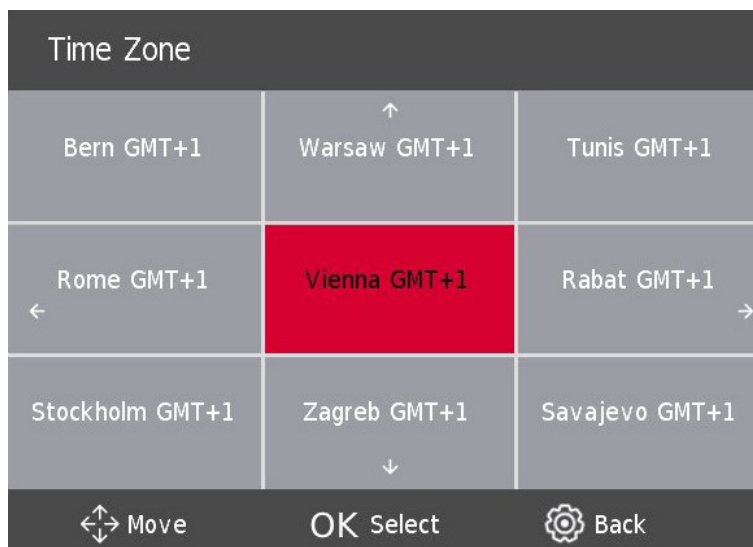 Time Zone
Bern GMT+1
Warsaw GMT+1
Tunis GMT+1
Rome GMT+1
Vienna GMT+1
Rabat GMT+1
Stockholm GMT+1
Zagreb GMT+1
Savajevo GMT+1
Move
OK Select
Back